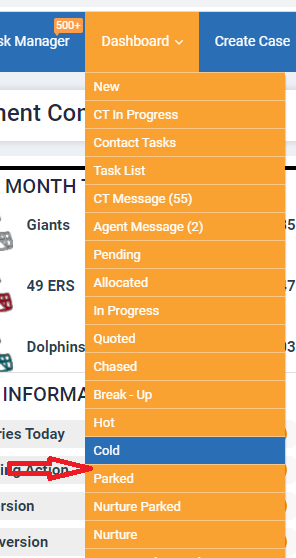 500+
sk Manager
Dashboard
Create Case
ment Con
New
CT In Progress
Contact Tasks
Task List
MONTH T
CT Message (55)
Giants
35
Agent Message (2)
Pending
Allocated
49 ERS
47
In Progress
Quoted
Dolphins
03
Chased
INFORMA
Break - Up
Hot
ries Today
Cold
ing Action
Parked
rsion
Nurture Parked
version
Nurture